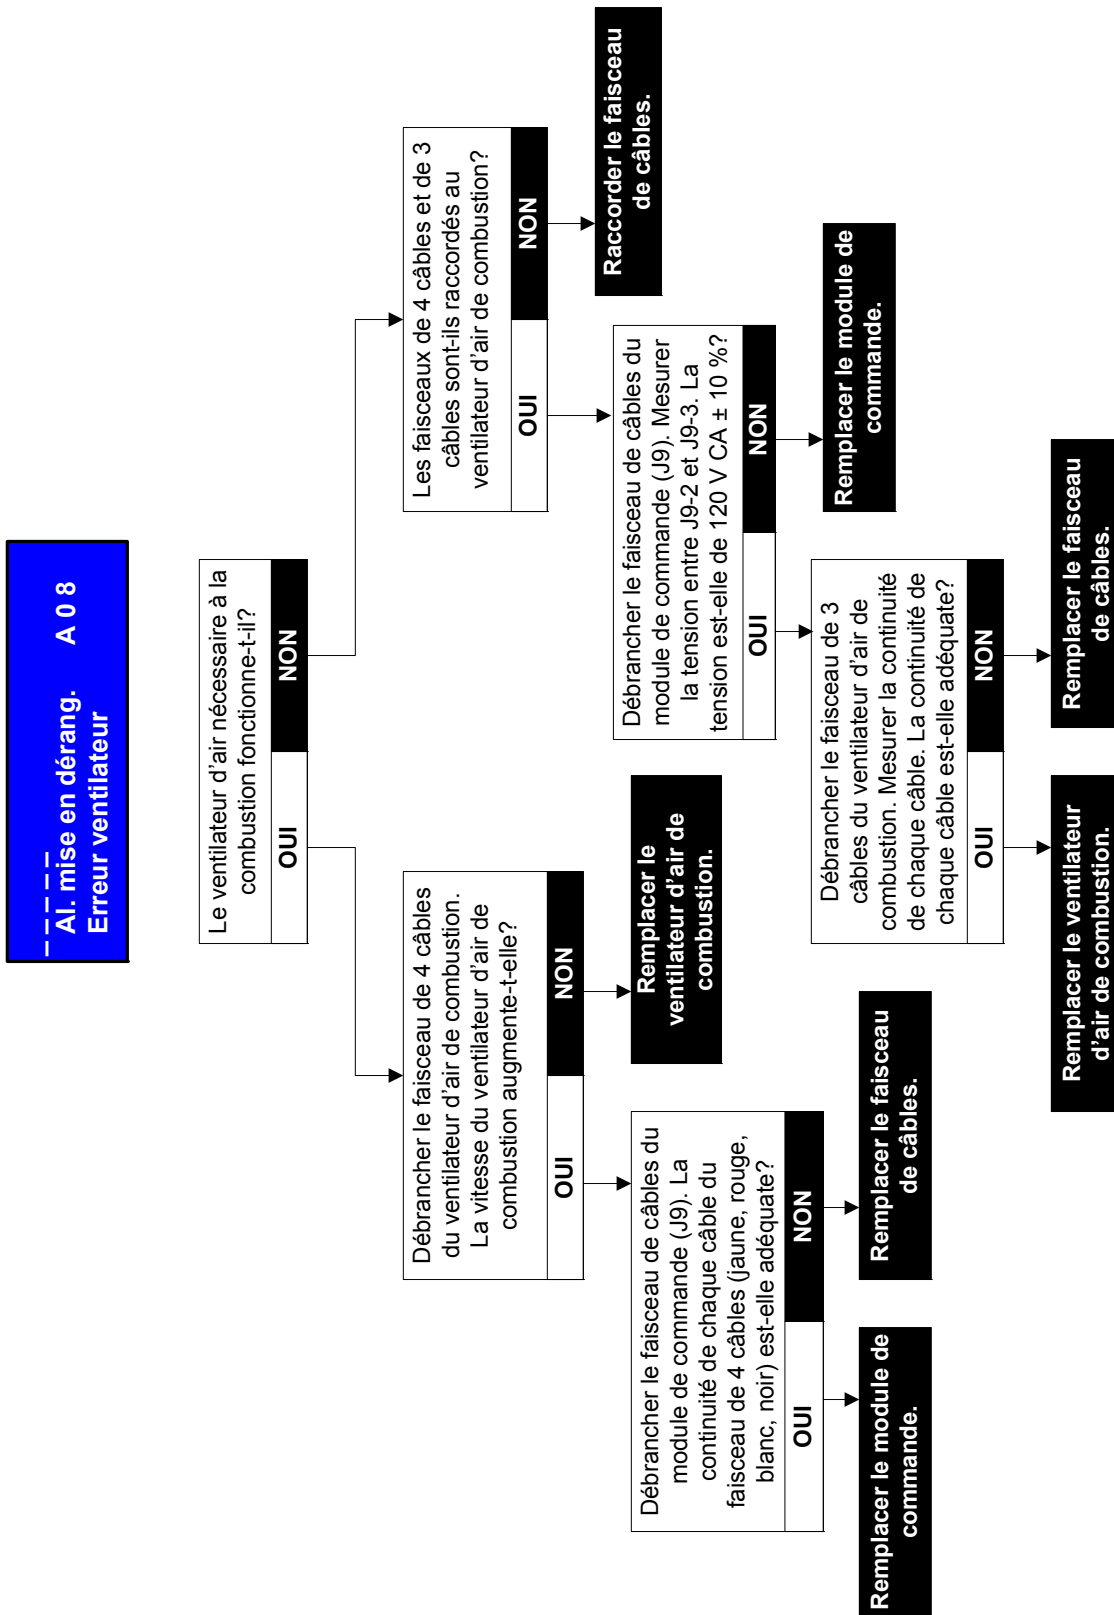 – – – – –
Al. mise en dérang. A 0 8
Erreur ventilateur
Le ventilateur d'air nécessaire à la
combustion fonctionne-t-il?
OUI
NON
Débrancher le faisceau de 4 câbles
du ventilateur d'air de combustion.
La vitesse du ventilateur d'air de
combustion augmente-t-elle?
OUI
NON
Les faisceaux de 4 câbles et de 3
câbles sont-ils raccordés au
ventilateur d'air de combustion?
OUI
NON
Raccorder le faisceau
de câbles.
Débrancher le faisceau de câbles du
module de commande (J9). Mesurer
la tension entre J9-2 et J9-3. La
tension est-elle de 120 V CA ± 10 %?
OUI
NON
Remplacer le
ventilateur d'air de
combustion.
Débrancher le faisceau de câbles du
module de commande (J9). La
continuité de chaque câble du
faisceau de 4 câbles (jaune, rouge,
blanc, noir) est-elle adéquate?
OUI
NON
Remplacer le module de
commande.
Débrancher le faisceau de 3
câbles du ventilateur d'air de
combustion. Mesurer la continuité
de chaque câble. La continuité de
chaque câble est-elle adéquate?
OUI
NON
Remplacer le module de
commande.
Remplacer le faisceau
de câbles.
Remplacer le ventilateur
d'air de combustion.
Remplacer le faisceau
de câbles.